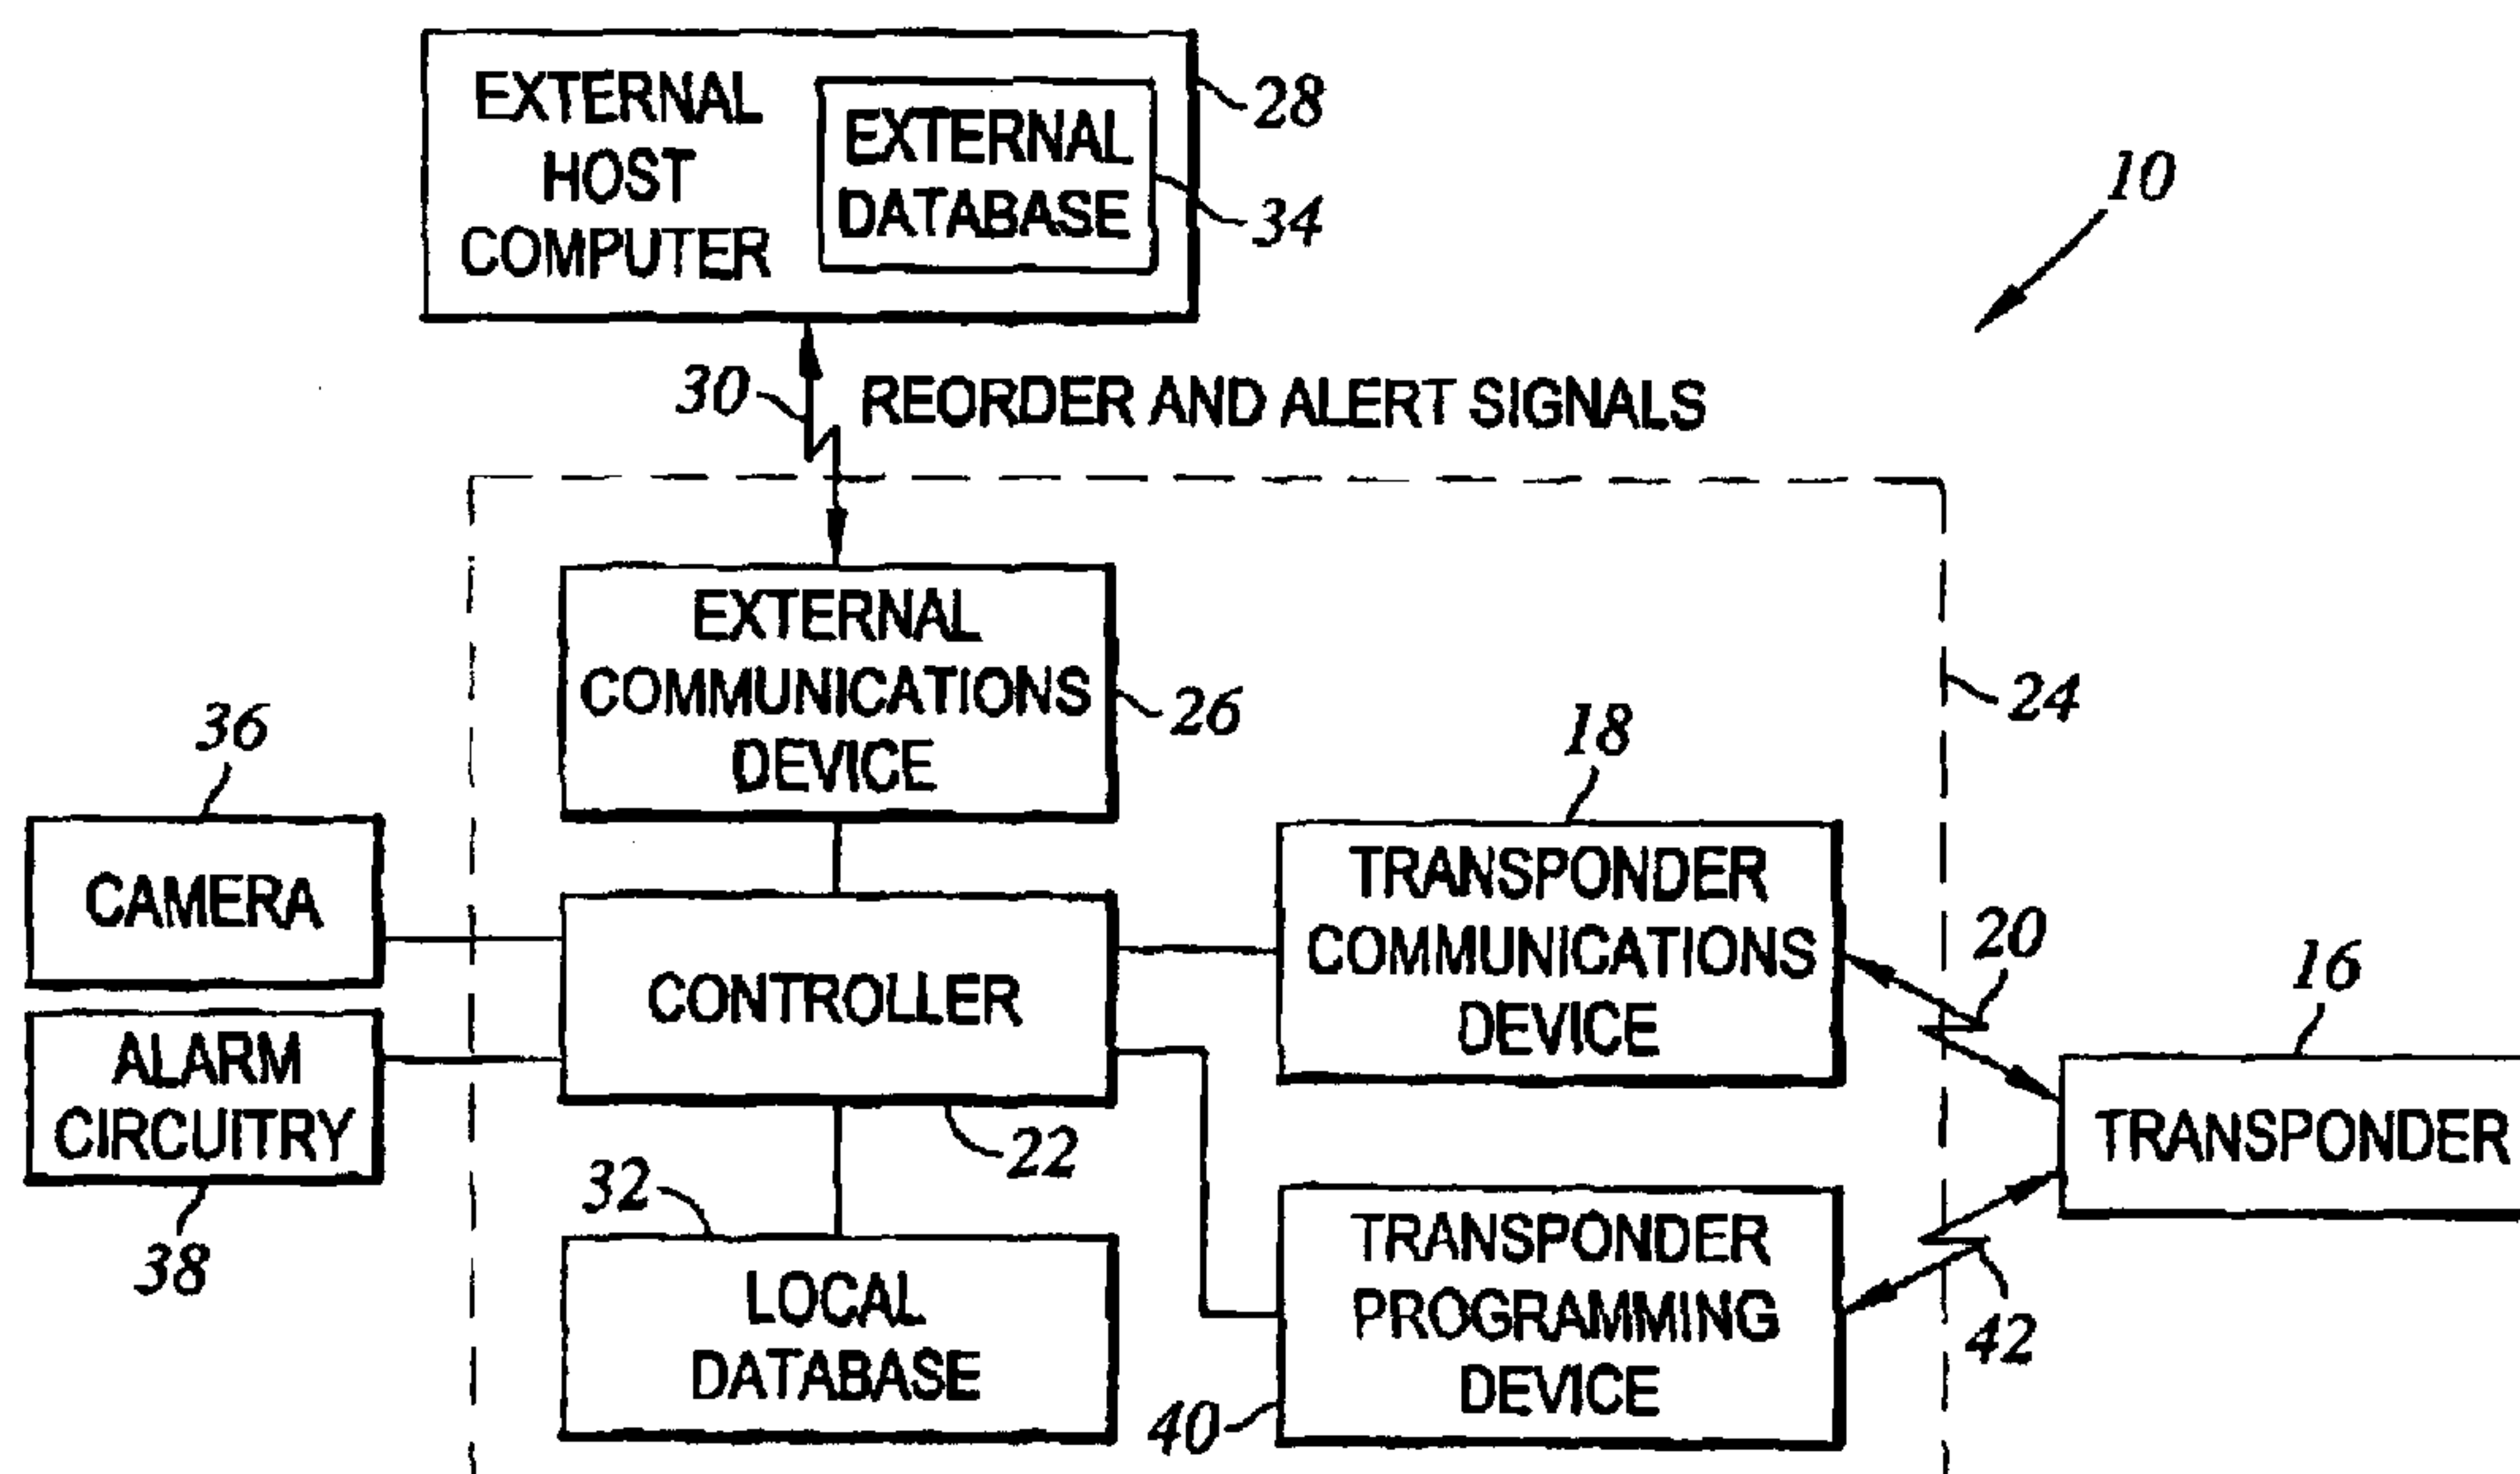 EXTERNAL
HOST
COMPUTER
EXTERNAL
DATABASE
28
34
10
30
REORDER AND ALERT SIGNALS
EXTERNAL
COMMUNICATIONS
DEVICE
26
24
36
CAMERA
18
TRANSPONDER
COMMUNICATIONS
DEVICE
20
16
CONTROLLER
22
ALARM
CIRCUITRY
38
TRANSPONDER
32
LOCAL
DATABASE
TRANSPONDER
PROGRAMMING
DEVICE
40
42